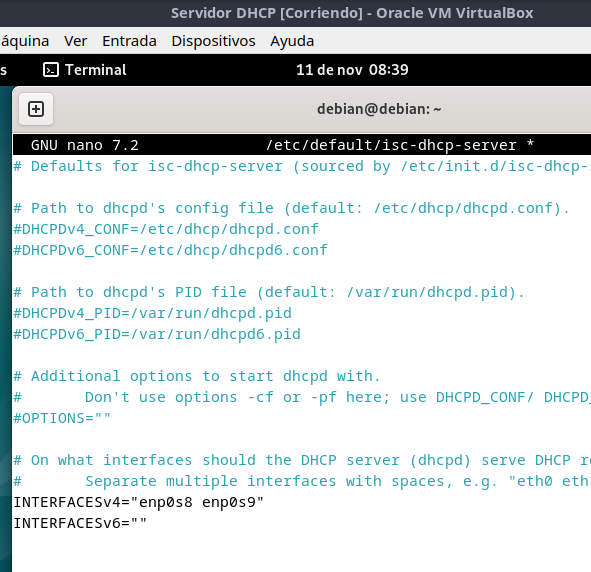 Servidor DHCP [Corriendo] - Oracle VM VirtualBox
áquina Ver Entrada Dispositivos Ayuda
s Terminal 11 de nov 08:39
debian@debian: ~
GNU nano 7.2 /etc/default/isc-dhcp-server *
# Defaults for isc-dhcp-server (sourced by /etc/init.d/isc-dhcp-
# Path to dhcpd's config file (default: /etc/dhcp/dhcpd.conf).
#DHCPDv4_CONF=/etc/dhcp/dhcpd.conf
#DHCPDv6_CONF=/etc/dhcp/dhcpd6.conf
# Path to dhcpd's PID file (default: /var/run/dhcpd.pid).
#DHCPDv4_PID=/var/run/dhcpd.pid
#DHCPDv6_PID=/var/run/dhcpd6.pid
# Additional options to start dhcpd with.
# Don't use options -cf or -pf here; use DHCPD_CONF/ DHCPD_
#OPTIONS=""
# On what interfaces should the DHCP server (dhcpd) serve DHCP re
# Separate multiple interfaces with spaces, e.g. "eth0 eth
INTERFACESv4="enp0s8 enp0s9"
INTERFACESv6=""